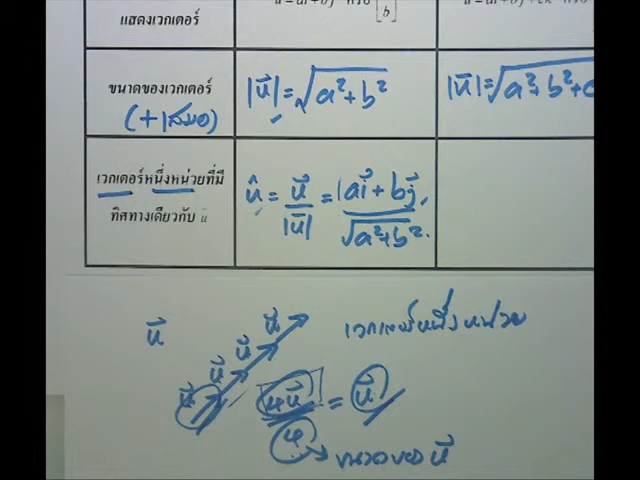 แสดงเวกเตอร์
[b]
ขนาดของเวกเตอร์ |u⃗| = √a²+b² |u⃗| = √a²+b²+c
(+เสมอ)
เวกเตอร์หนึ่งหน่วยที่มี
ทิศทางเดียวกับ u
û = u⃗/|u⃗| = 1ai⃗ + bj⃗/√a²+b²
u⃗ u⃗ u⃗ u⃗ u⃗ เวกเตอร์หนึ่งหน่วย
4u⃗/4 = u⃗
ขนาดของ u⃗